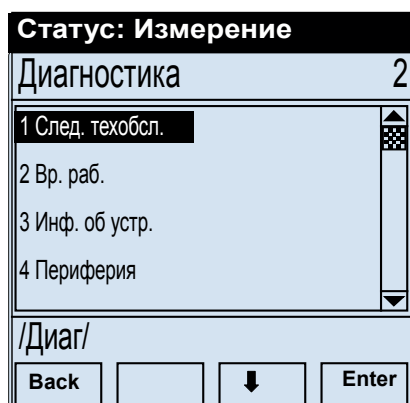 Статус: Измерение
Диагностика 2
1 След. техобсл.
2 Вр. раб.
3 Инф. об устр.
4 Периферия
/Диаг/
Back Enter